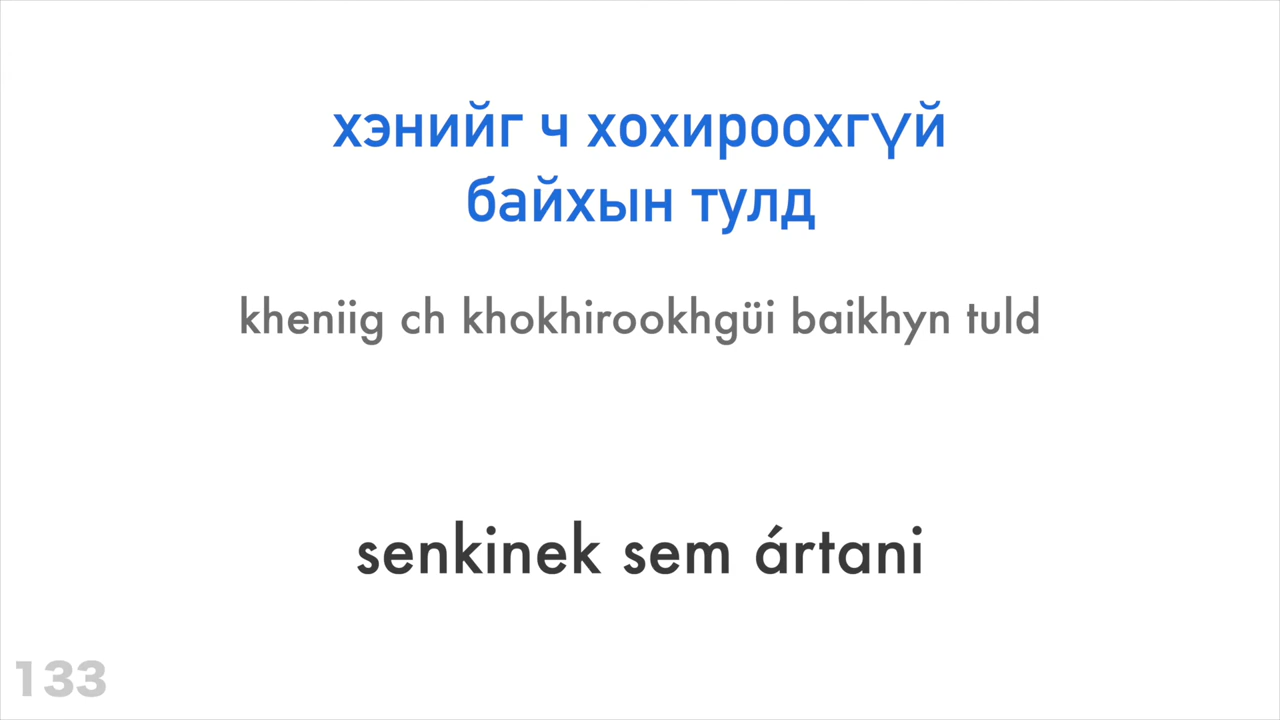 хэнийг ч хохироохгүй
байхын тулд
kheniig ch khokhirookhgüi baikhyn tuld
senkinek sem ártani
133